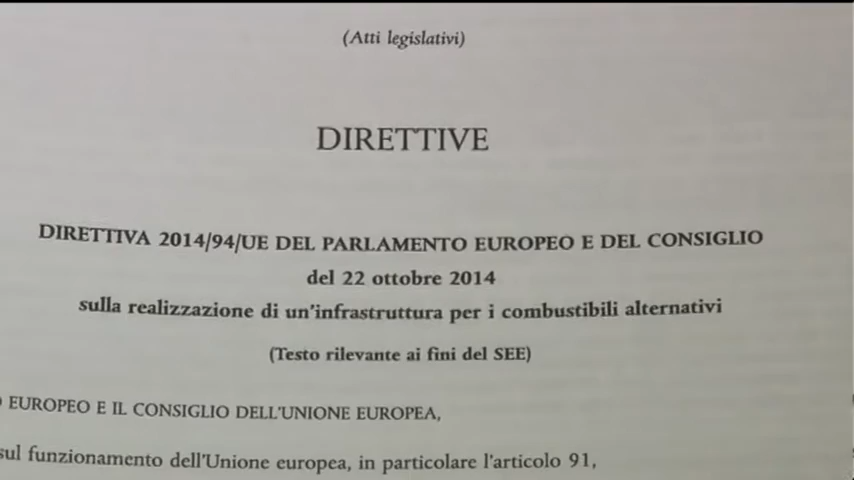 (Atti legislativi)
DIRETTIVE
DIRETTIVA 2014/94/UE DEL PARLAMENTO EUROPEO E DEL CONSIGLIO
del 22 ottobre 2014
sulla realizzazione di un'infrastruttura per i combustibili alternativi
(Testo rilevante ai fini del SEE)
EUROPEO E IL CONSIGLIO DELL'UNIONE EUROPEA,
sul funzionamento dell'Unione europea, in particolare l'articolo 91,